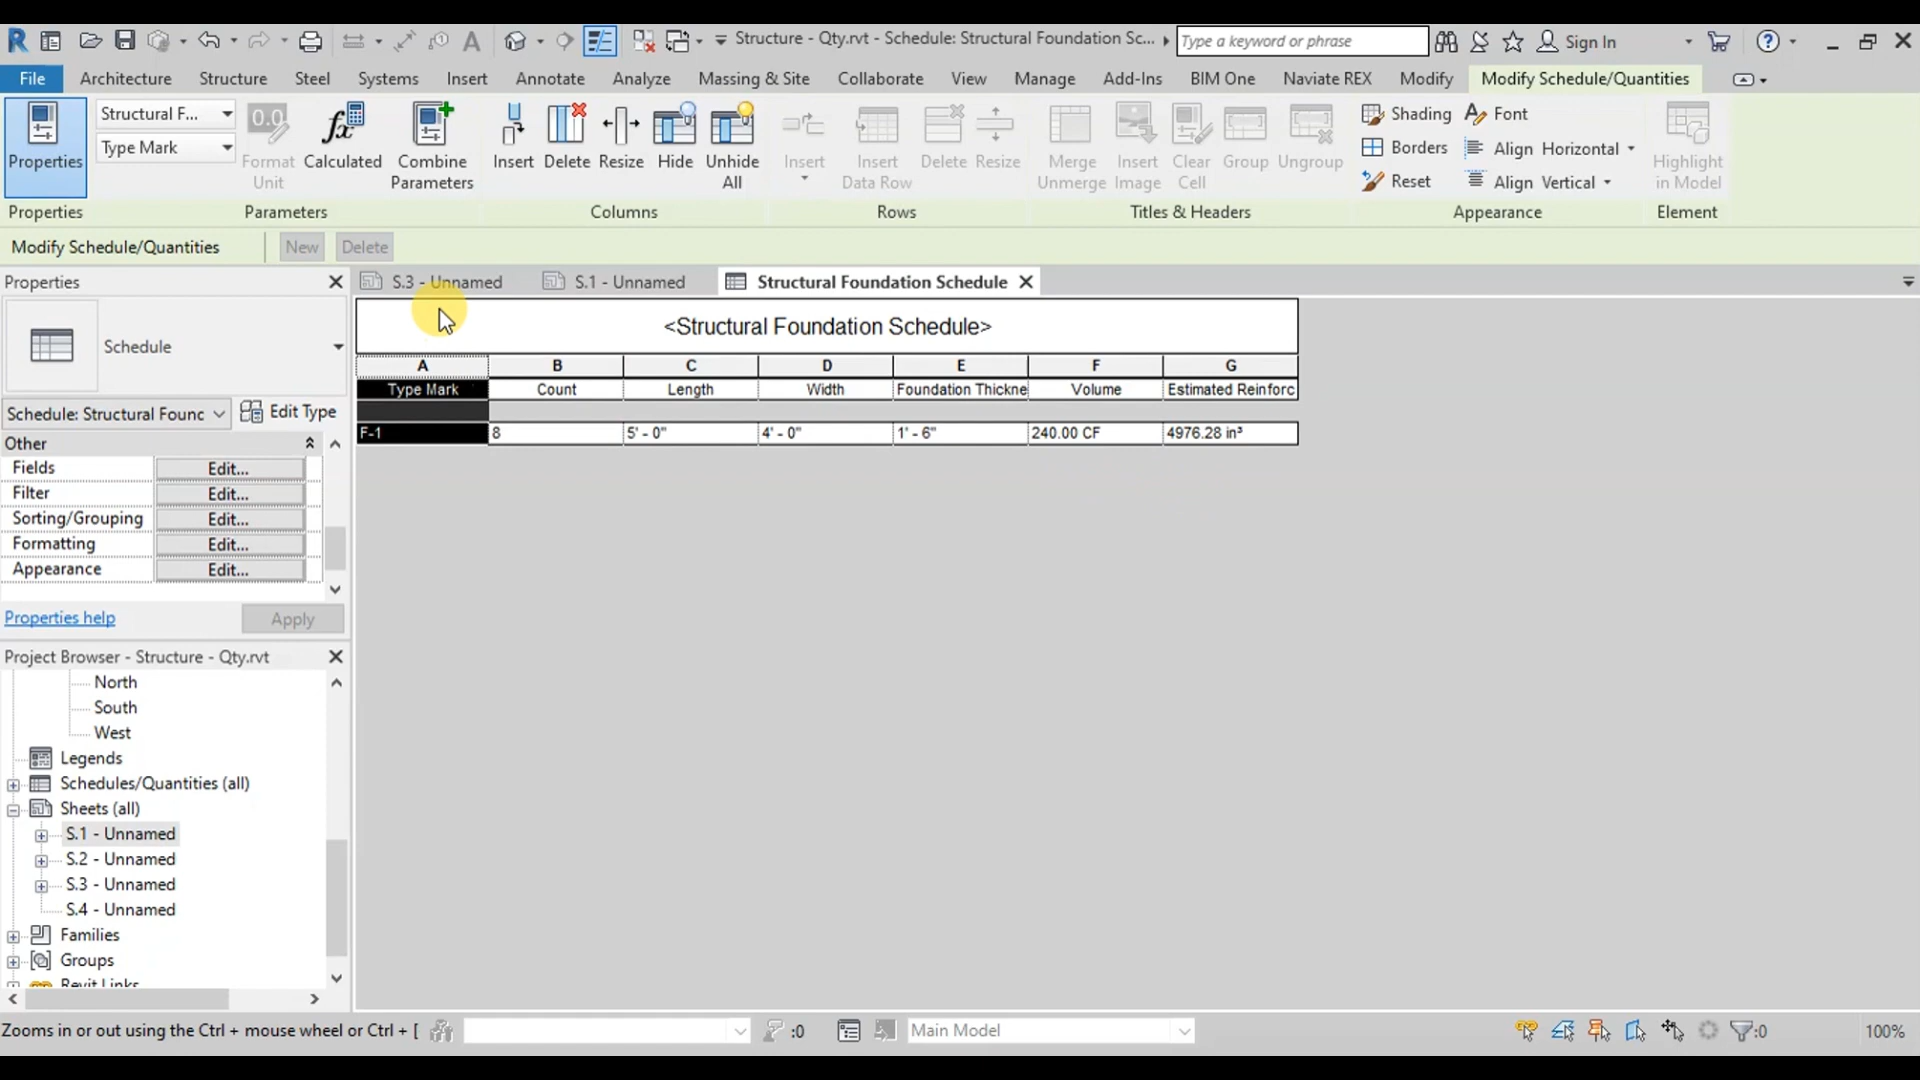 Structure - Qty.rvt - Schedule: Structural Foundation Sc...
Type a keyword or phrase
Sign In
File Architecture Structure Steel Systems Insert Annotate Analyze Massing & Site Collaborate View Manage Add-Ins BIM One Naviate REX Modify Modify Schedule/Quantities
Properties
Structural F...
Type Mark
0.0
Format
Unit
fx
Calculated
Combine
Parameters
Insert
Delete
Resize
Hide
Unhide
All
Insert
Insert
Data Row
Delete
Resize
Merge
Unmerge
Insert
Image
Clear
Cell
Group
Ungroup
Shading
Borders
Reset
Font
Align Horizontal
Align Vertical
Highlight
in Model
Properties Parameters Columns Rows Titles & Headers Appearance Element
Modify Schedule/Quantities New Delete
Properties
S.3 - Unnamed
S.1 - Unnamed
Structural Foundation Schedule
Schedule
Schedule: Structural Founc
Edit Type
Other
Fields Edit...
Filter Edit...
Sorting/Grouping Edit...
Formatting Edit...
Appearance Edit...
Properties help
Apply
<Structural Foundation Schedule>
A B C D E F G
Type Mark Count Length Width Foundation Thickne Volume Estimated Reinforc
F-1 8 5' - 0" 4' - 0" 1' - 6" 240.00 CF 4976.28 in³
Project Browser - Structure - Qty.rvt
North
South
West
Legends
Schedules/Quantities (all)
Sheets (all)
S.1 - Unnamed
S.2 - Unnamed
S.3 - Unnamed
S.4 - Unnamed
Families
Groups
Revit Links
Zooms in or out using the Ctrl + mouse wheel or Ctrl + [
:0
Main Model
:0
100%